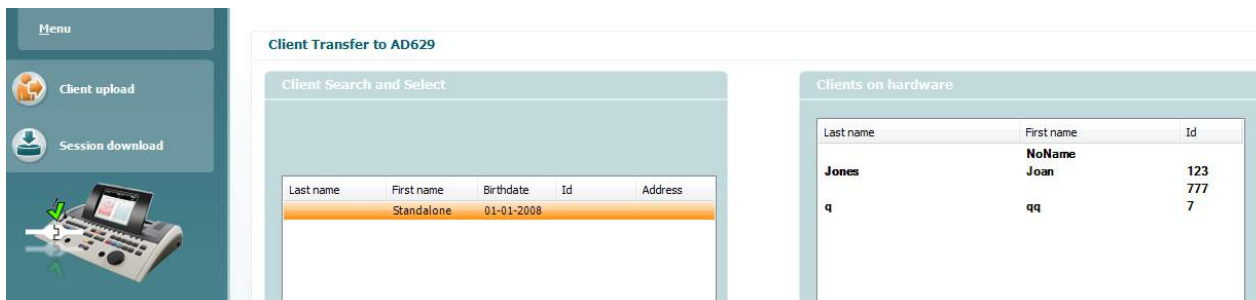 Menu
Client upload
Session download
Client Transfer to AD629
Client Search and Select
Last name First name Birthdate Id Address
Standalone 01-01-2008
Clients on hardware
Last name First name Id
NoName
Jones Joan 123
777
q qq 7